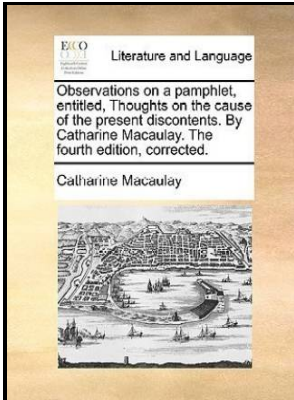 ECCO
Literature and Language
Observations on a pamphlet,
entitled, Thoughts on the cause
of the present discontents. By
Catharine Macaulay. The
fourth edition, corrected.
Catharine Macaulay